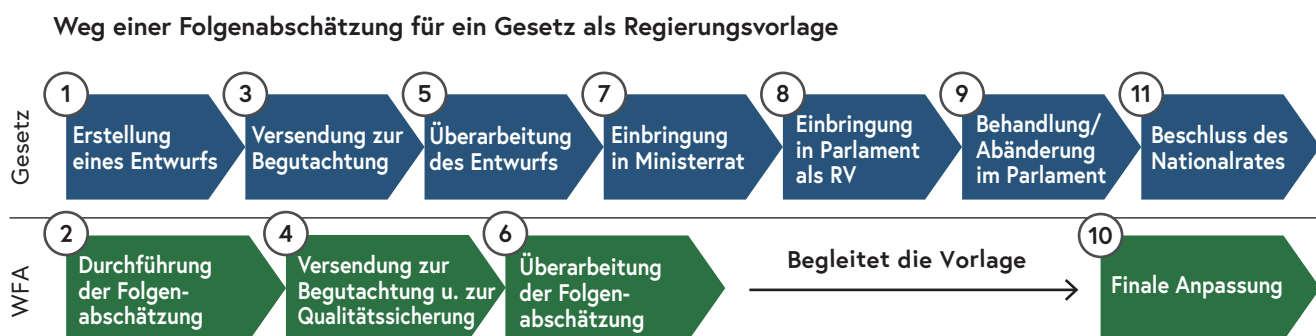 Weg einer Folgenabschätzung für ein Gesetz als Regierungsvorlage
Gesetz
1
Erstellung
eines Entwurfs
3
Versendung zur
Begutachtung
5
Überarbeitung
des Entwurfs
7
Einbringung
in Ministerrat
8
Einbringung
in Parlament
als RV
9
Behandlung/
Abänderung
im Parlament
11
Beschluss des
Nationalrates
WFA
2
Durchführung
der Folgen-
abschätzung
4
Versendung zur
Begutachtung u. zur
Qualitätssicherung
6
Überarbeitung
der Folgen-
abschätzung
Begleitet die Vorlage
10
Finale Anpassung